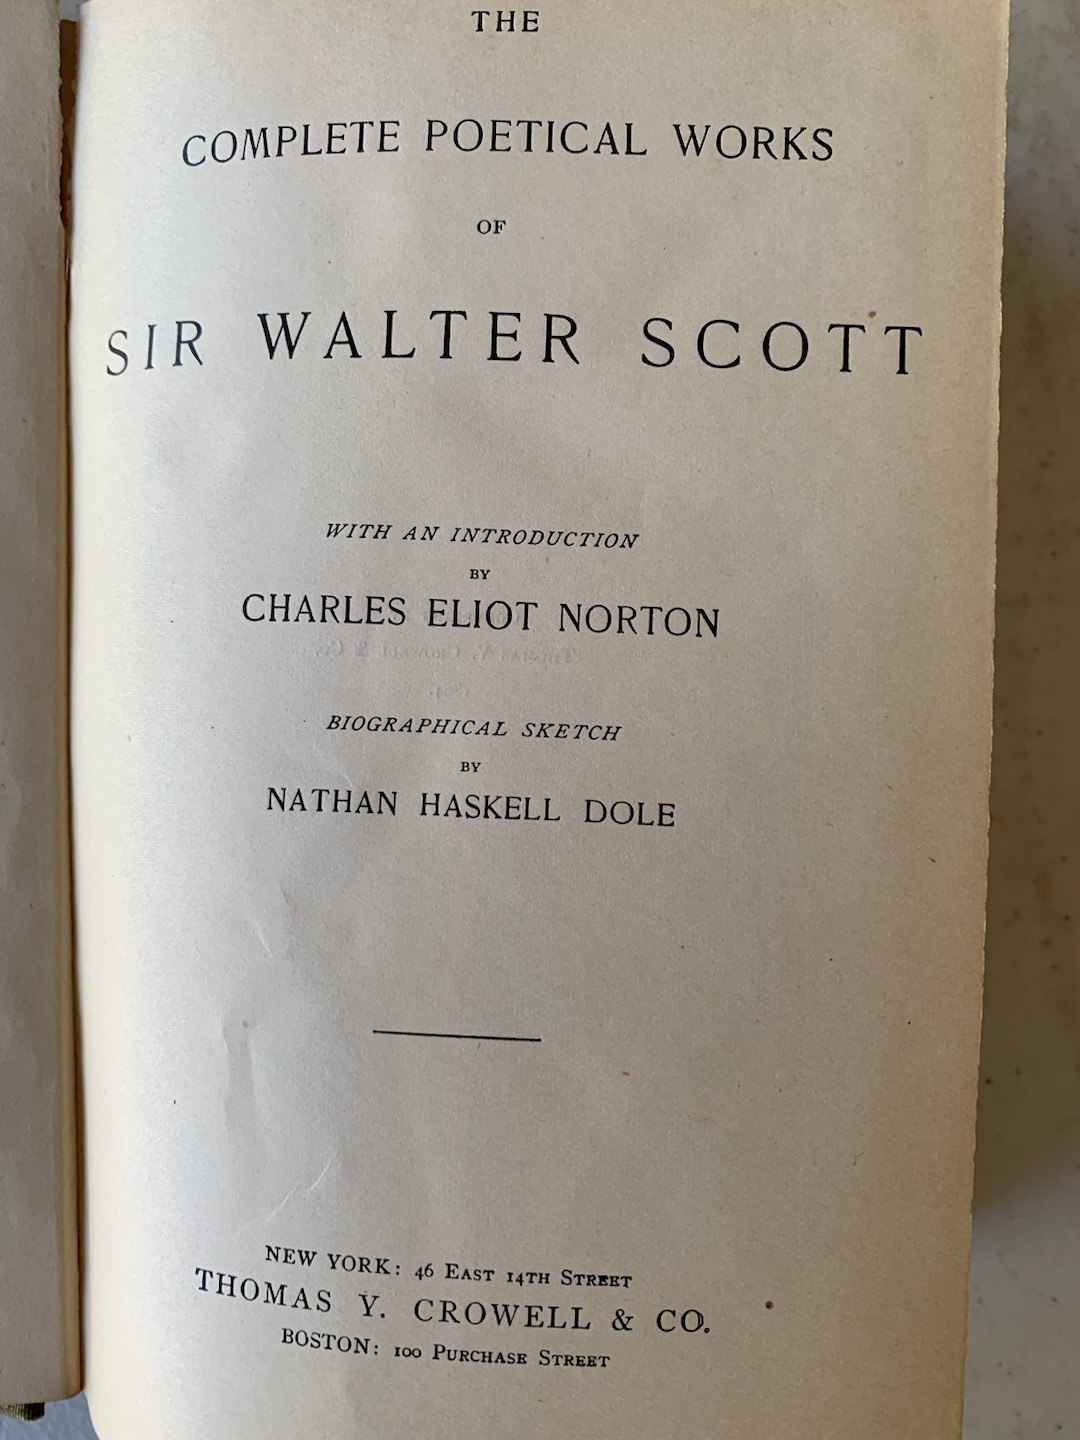 THE
COMPLETE POETICAL WORKS
OF
SIR WALTER SCOTT
WITH AN INTRODUCTION
BY
CHARLES ELIOT NORTON
BIOGRAPHICAL SKETCH
BY
NATHAN HASKELL DOLE
NEW YORK: 46 EAST 14TH STREET
THOMAS Y. CROWELL & CO.
BOSTON: 100 PURCHASE STREET